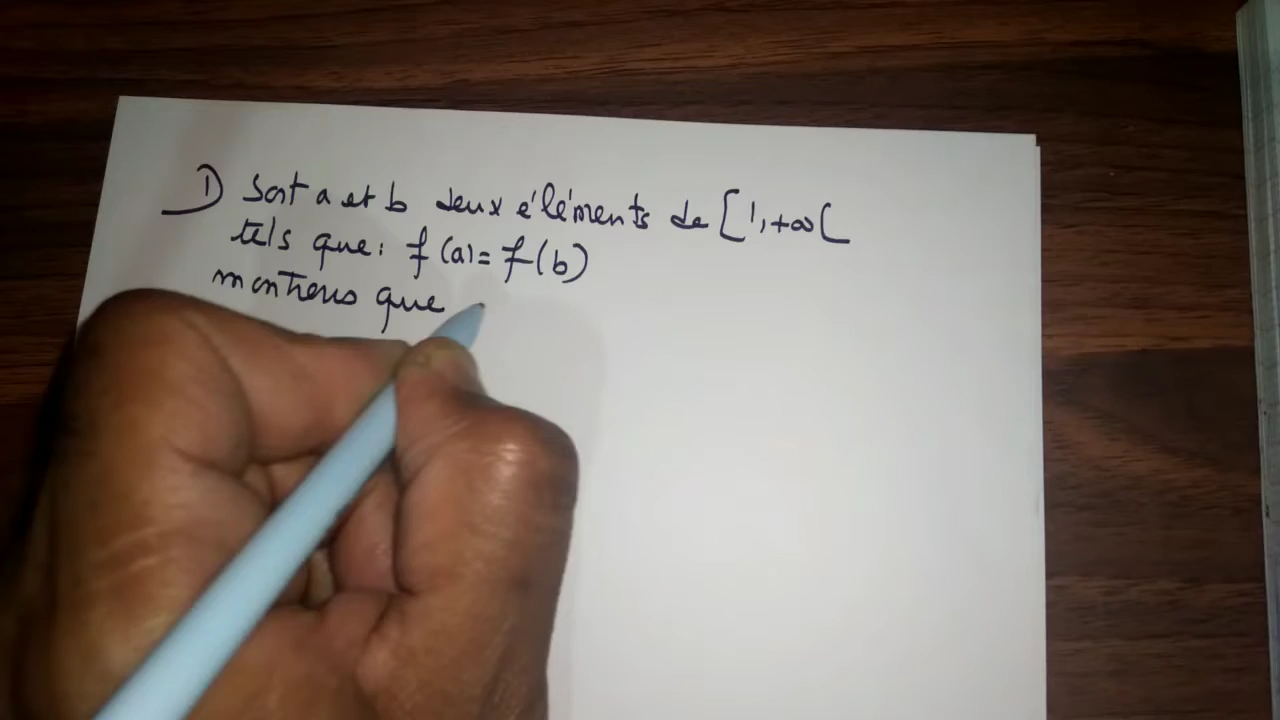 1) Soit a et b deux éléments de [1,+∞[
tels que: f(a)= f(b)
montrons que